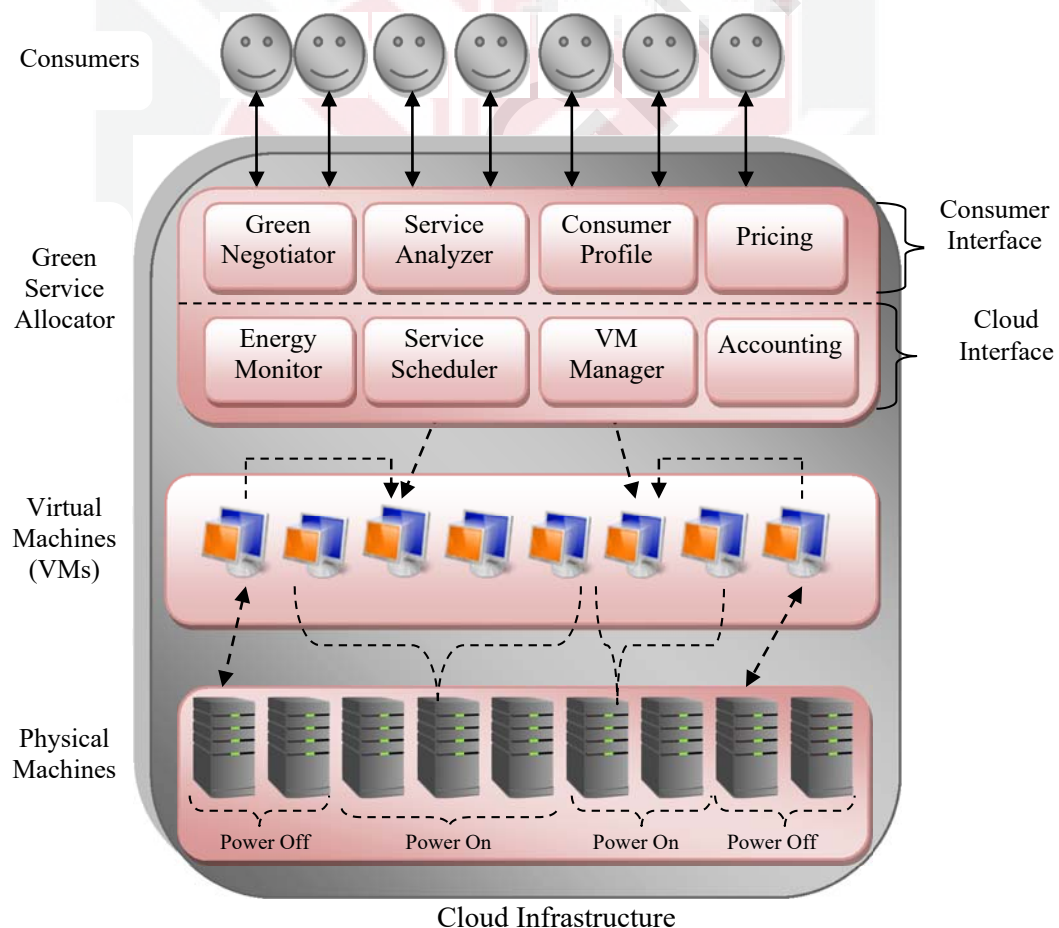 Consumers
Green
Negotiator
Service
Analyzer
Consumer
Profile
Pricing
Consumer
Interface
Green
Service
Allocator
Energy
Monitor
Service
Scheduler
VM
Manager
Accounting
Cloud
Interface
Virtual
Machines
(VMs)
Physical
Machines
Power Off
Power On
Power On
Power Off
Cloud Infrastructure